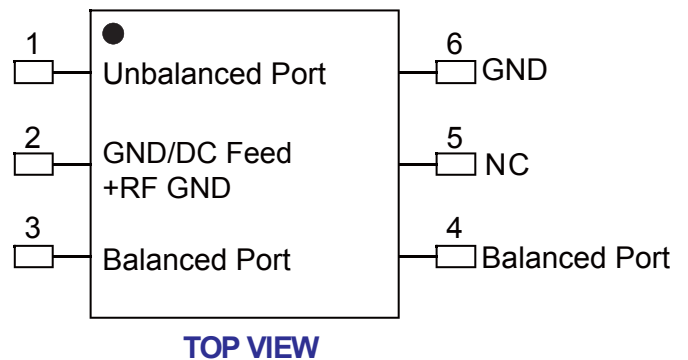 1
Unbalanced Port
6
GND
2
GND/DC Feed
+RF GND
5
NC
3
Balanced Port
4
Balanced Port
TOP VIEW